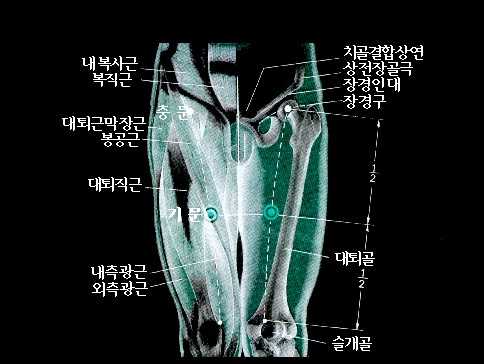 내복사근
복직근
충문
대퇴근막장근
봉공근
대퇴직근
기문
내측광근
외측광근
치골결합상연
상전장골극
장경인대
장경구
1/2
대퇴골
1/2
슬개골